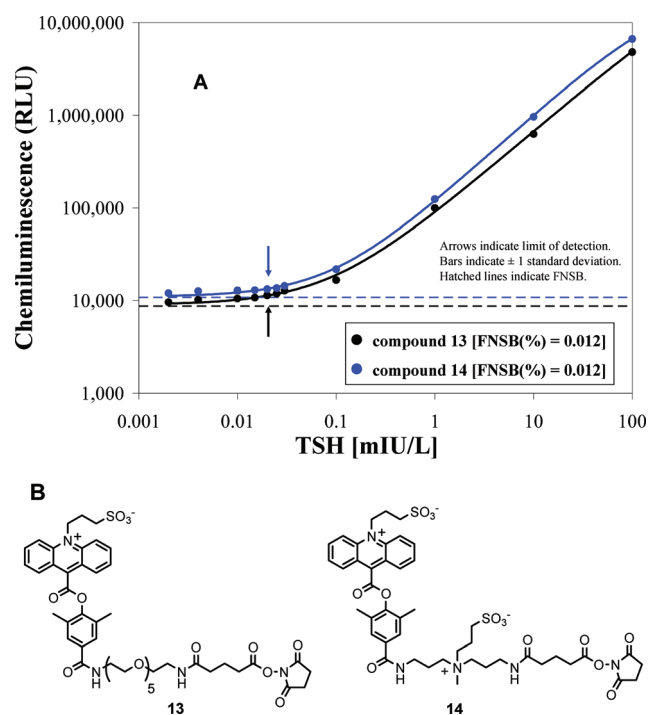 10,000,000
1,000,000
100,000
10,000
1,000
Chemiluminescence (RLU)
A
Arrows indicate limit of detection.
Bars indicate ± 1 standard deviation.
Hatched lines indicate FNSB.
compound 13 [FNSB(%) = 0.012]
compound 14 [FNSB(%) = 0.012]
0.001 0.01 0.1 1 10 100
TSH [mIU/L]
B
SO3-
N+
O
O
O
N
H
O
5
N
H
O
O
O
N
O
O
13
SO3-
N+
O
O
O
N
H
SO3-
N
+
N
H
O
O
O
N
O
O
14